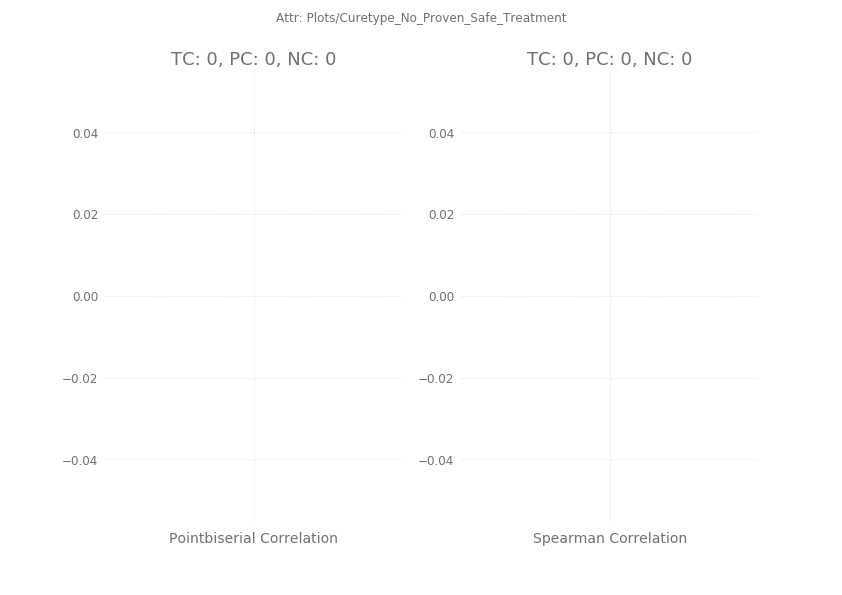 Attr: Plots/Curetype_No_Proven_Safe_Treatment
TC: 0, PC: 0, NC: 0
0.04
0.02
0.00
−0.02
−0.04
Pointbiserial Correlation
TC: 0, PC: 0, NC: 0
0.04
0.02
0.00
−0.02
−0.04
Spearman Correlation